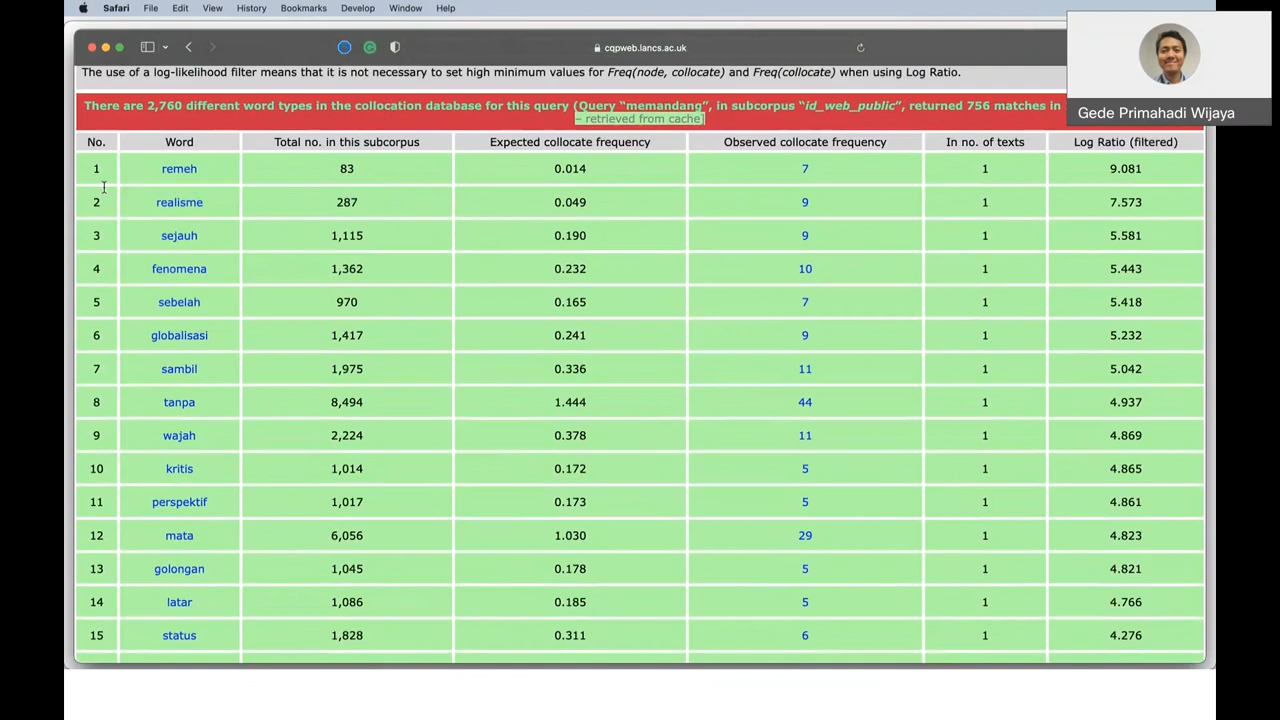 Safari File Edit View History Bookmarks Develop Window Help
cqpweb.lancs.ac.uk
Gede Primahadi Wijaya
The use of a log-likelihood filter means that it is not necessary to set high minimum values for Freq(node, collocate) and Freq(collocate) when using Log Ratio.
There are 2,760 different word types in the collocation database for this query (Query “memandang”, in subcorpus “id_web_public”, returned 756 matches in
– retrieved from cache]
No. Word Total no. in this subcorpus Expected collocate frequency Observed collocate frequency In no. of texts Log Ratio (filtered)
1 remeh 83 0.014 7 1 9.081
2 realisme 287 0.049 9 1 7.573
3 sejauh 1,115 0.190 9 1 5.581
4 fenomena 1,362 0.232 10 1 5.443
5 sebelah 970 0.165 7 1 5.418
6 globalisasi 1,417 0.241 9 1 5.232
7 sambil 1,975 0.336 11 1 5.042
8 tanpa 8,494 1.444 44 1 4.937
9 wajah 2,224 0.378 11 1 4.869
10 kritis 1,014 0.172 5 1 4.865
11 perspektif 1,017 0.173 5 1 4.861
12 mata 6,056 1.030 29 1 4.823
13 golongan 1,045 0.178 5 1 4.821
14 latar 1,086 0.185 5 1 4.766
15 status 1,828 0.311 6 1 4.276